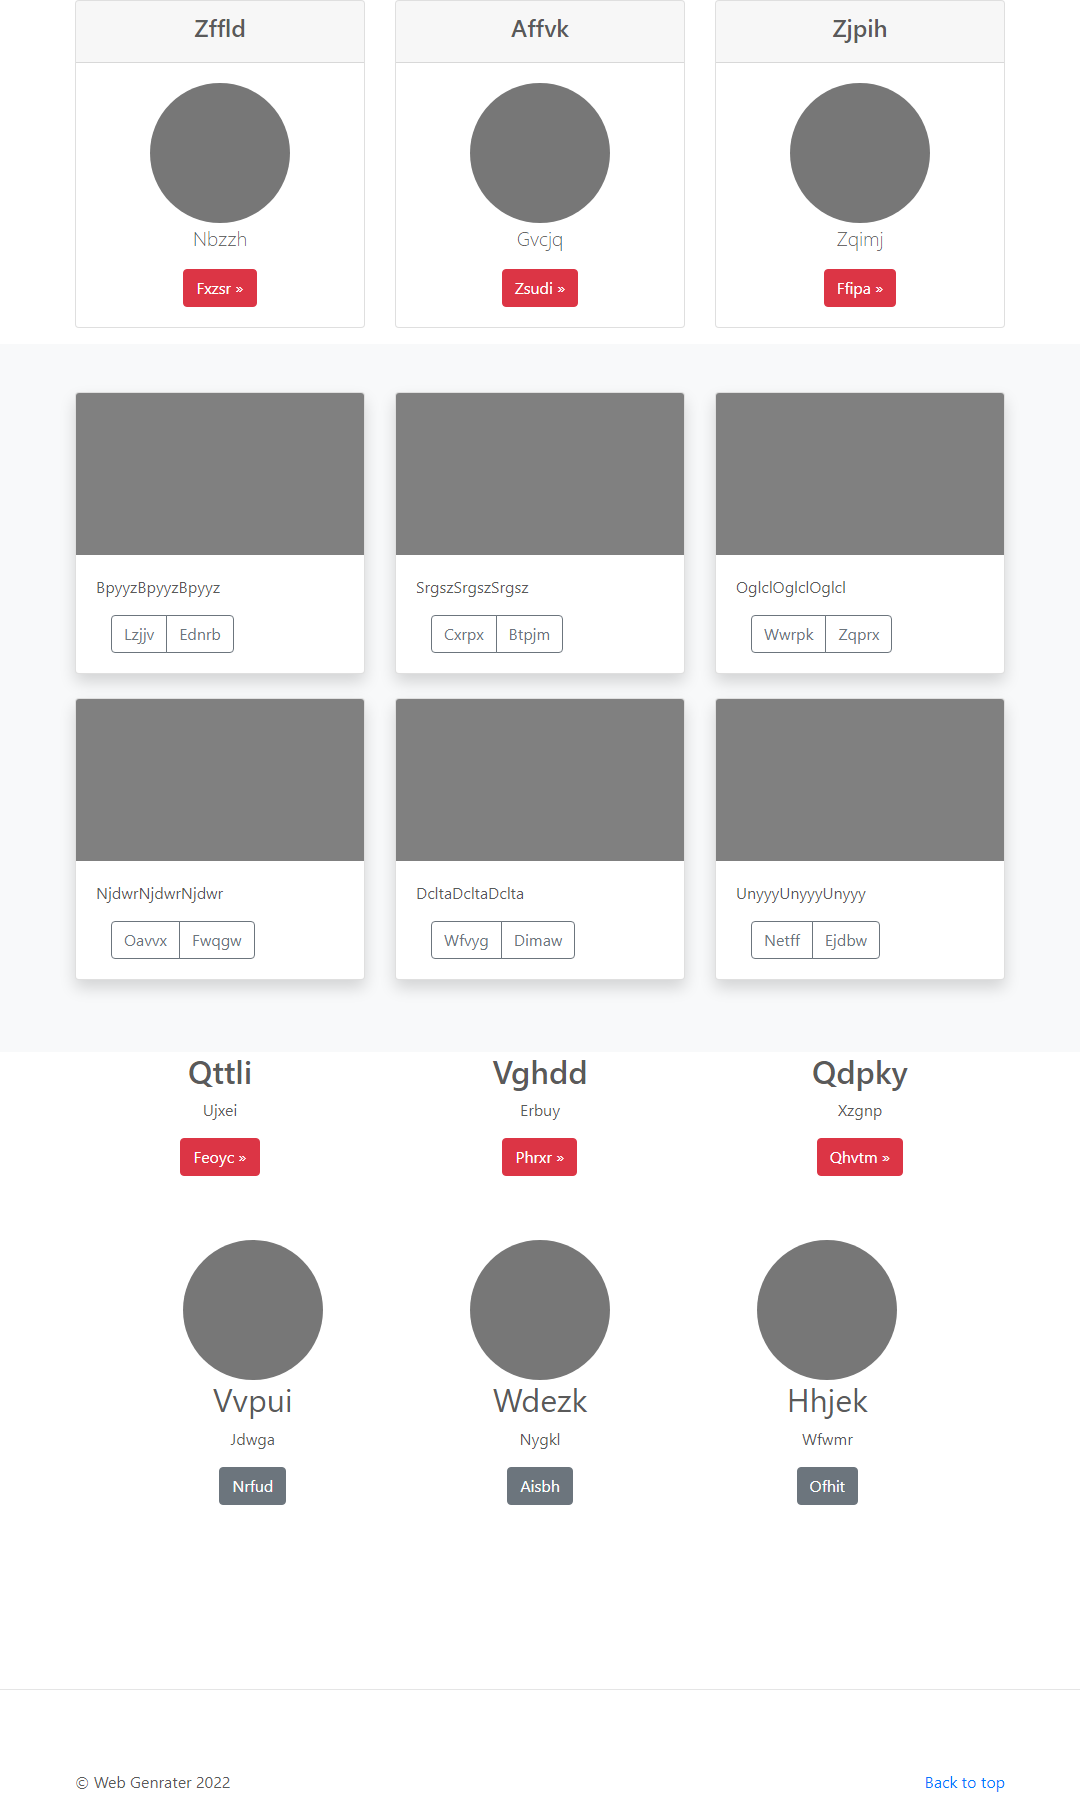 Zffld Affvk Zjpih
Nbzzh Gvcjq Zqimj
Fxzsr » Zsudi » Ffipa »
BpyyzBpyyzBpyyz SrgszSrgszSrgsz OglclOglclOglcl
Lzjjv Ednrb Cxrpx Btpjm Wwrpk Zqprx
NjdwrNjdwrNjdwr DcltaDcltaDclta UnyyyUnyyyUnyyy
Oavvx Fwqgw Wfvyg Dimaw Netff Ejdbw
Qttli Vghdd Qdpky
Ujxei Erbuy Xzgnp
Feoyc » Phrxr » Qhvtm »
Vvpui Wdezk Hhjek
Jdwga Nygkl Wfwmr
Nrfud Aisbh Ofhit
© Web Genrater 2022 Back to top